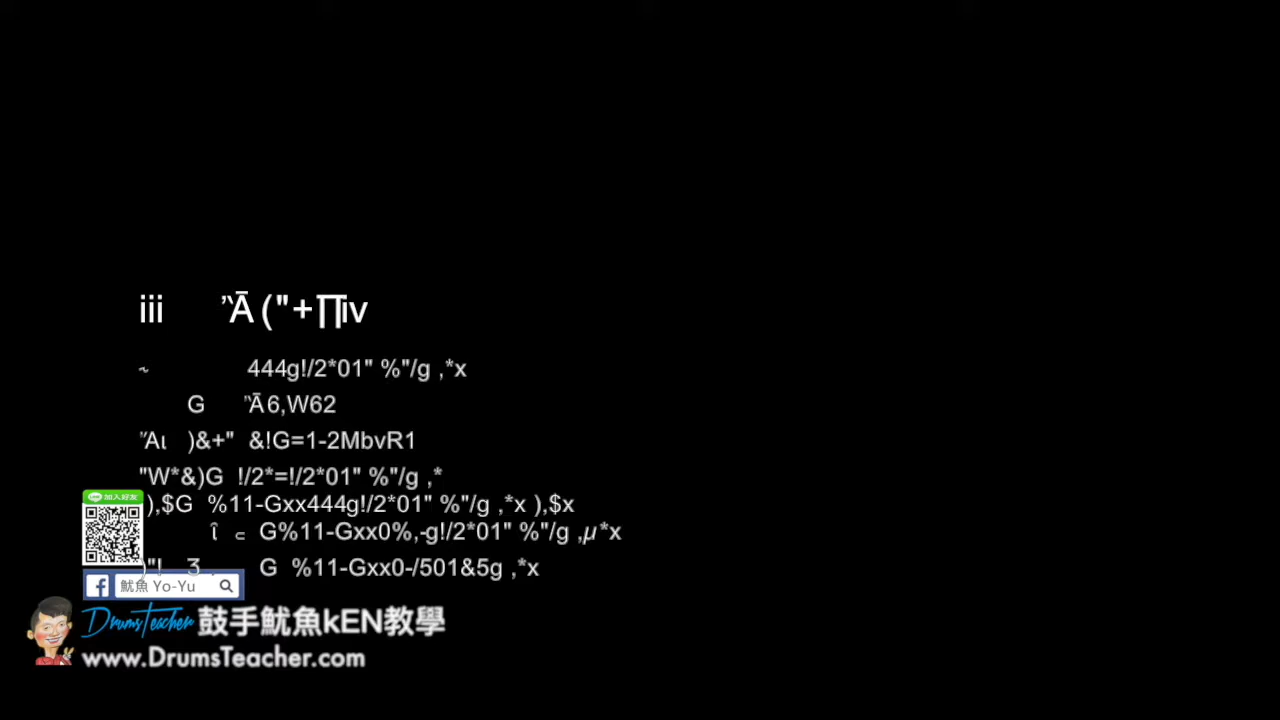 iii ”Ā ("+∏iv
~ 444g!/2*01" %"/g ,*x
G ”Ā6,W62
”Aι )&+" &!G=1-2MbvR1
"W*&)G !/2*=!/2*01" %"/g ,*
),$G %11-Gxx444g!/2*01" %"/g ,*x ),$x
î ⊂ G%11-Gxx0%,-g!/2*01" %"/g ,µ*x
)"! 3 . G %11-Gxx0-/501&5g ,*x
加入好友
魷魚 Yo-Yu
DrumsTeacher 鼓手魷魚kEN教學
www.DrumsTeacher.com